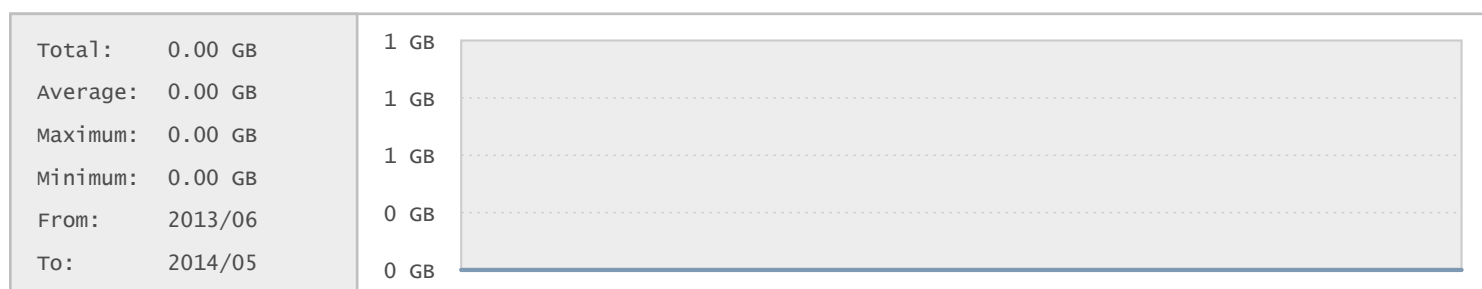 Total: 0.00 GB
Average: 0.00 GB
Maximum: 0.00 GB
Minimum: 0.00 GB
From: 2013/06
To: 2014/05
1 GB
1 GB
1 GB
0 GB
0 GB